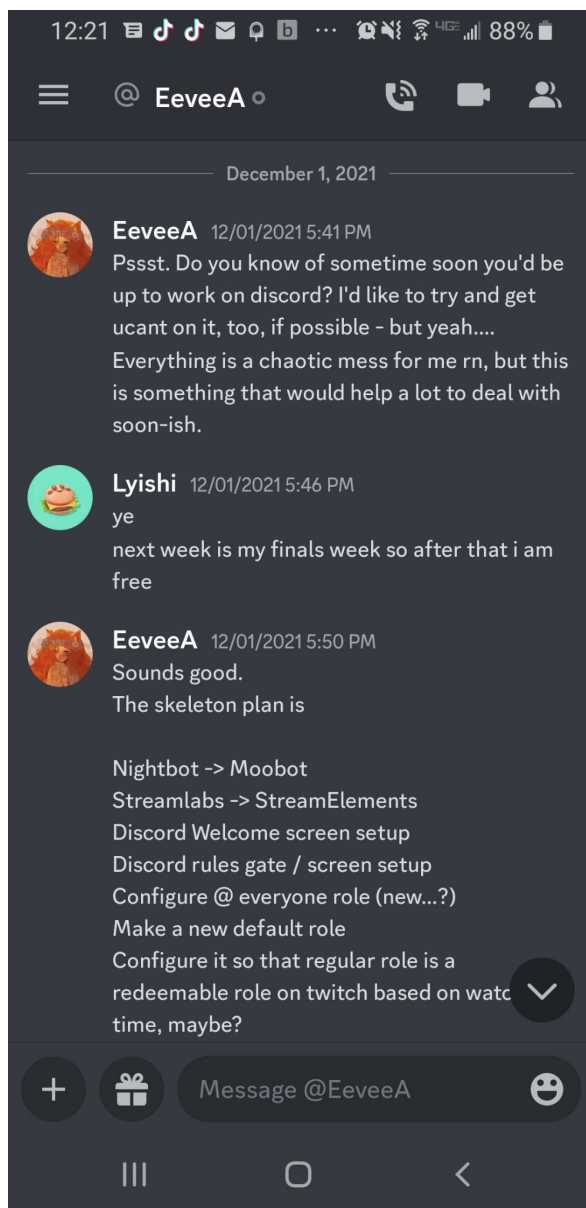 12:21 4GE 88%
@ EeveeA
December 1, 2021
EeveeA 12/01/2021 5:41 PM
Pssst. Do you know of sometime soon you'd be
up to work on discord? I'd like to try and get
ucant on it, too, if possible - but yeah....
Everything is a chaotic mess for me rn, but this
is something that would help a lot to deal with
soon-ish.
Lyishi 12/01/2021 5:46 PM
ye
next week is my finals week so after that i am
free
EeveeA 12/01/2021 5:50 PM
Sounds good.
The skeleton plan is
Nightbot -> Moobot
Streamlabs -> StreamElements
Discord Welcome screen setup
Discord rules gate / screen setup
Configure @ everyone role (new...?)
Make a new default role
Configure it so that regular role is a
redeemable role on twitch based on watc
time, maybe?
Message @EeveeA